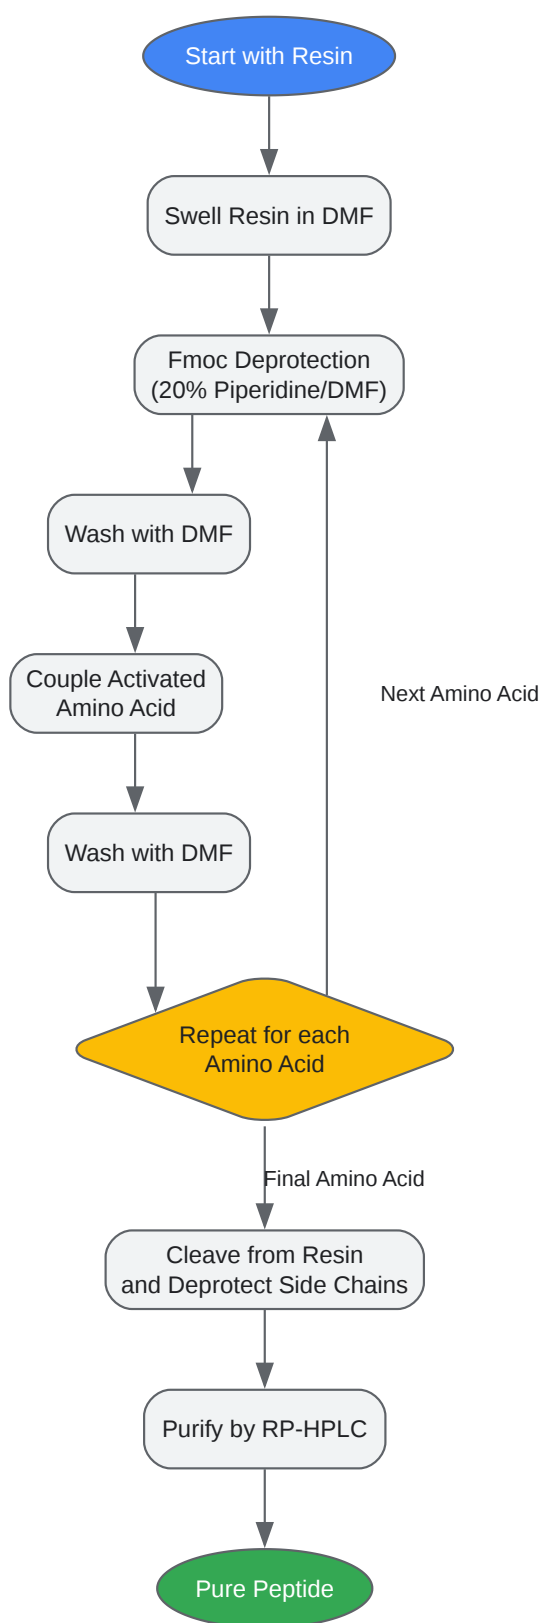 Start with Resin
Swell Resin in DMF
Fmoc Deprotection
(20% Piperidine/DMF)
Wash with DMF
Couple Activated
Amino Acid
Next Amino Acid
Wash with DMF
Repeat for each
Amino Acid
Final Amino Acid
Cleave from Resin
and Deprotect Side Chains
Purify by RP-HPLC
Pure Peptide